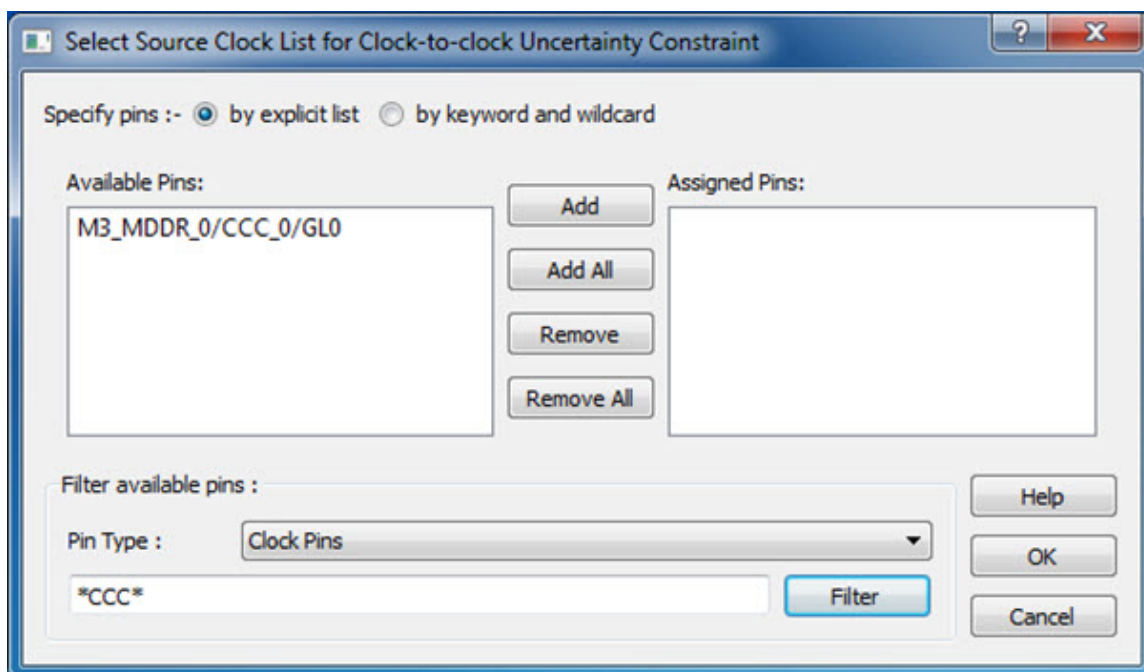 Select Source Clock List for Clock-to-clock Uncertainty Constraint
?
X
Specify pins :- by explicit list by keyword and wildcard
Available Pins:
M3_MDDR_0/CCC_0/GL0
Add
Add All
Remove
Remove All
Assigned Pins:
Filter available pins :
Pin Type : Clock Pins
*CCC*
Filter
Help
OK
Cancel